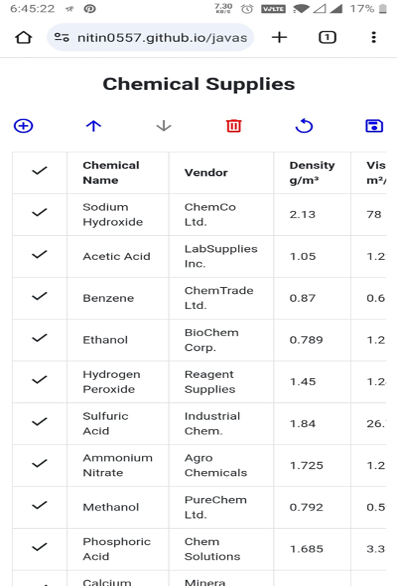 6:45:22 7.30 KB/S VoLTE 17%
nitin0557.github.io/javas 1
Chemical Supplies
Chemical Name Vendor Density g/m³ Vis m²/
Sodium Hydroxide ChemCo Ltd. 2.13 78
Acetic Acid LabSupplies Inc. 1.05 1.2
Benzene ChemTrade Ltd. 0.87 0.6
Ethanol BioChem Corp. 0.789 1.2
Hydrogen Peroxide Reagent Supplies 1.45 1.2
Sulfuric Acid Industrial Chem. 1.84 26.
Ammonium Nitrate Agro Chemicals 1.725 1.2
Methanol PureChem Ltd. 0.792 0.5
Phosphoric Acid Chem Solutions 1.685 3.3
Calcium Minera